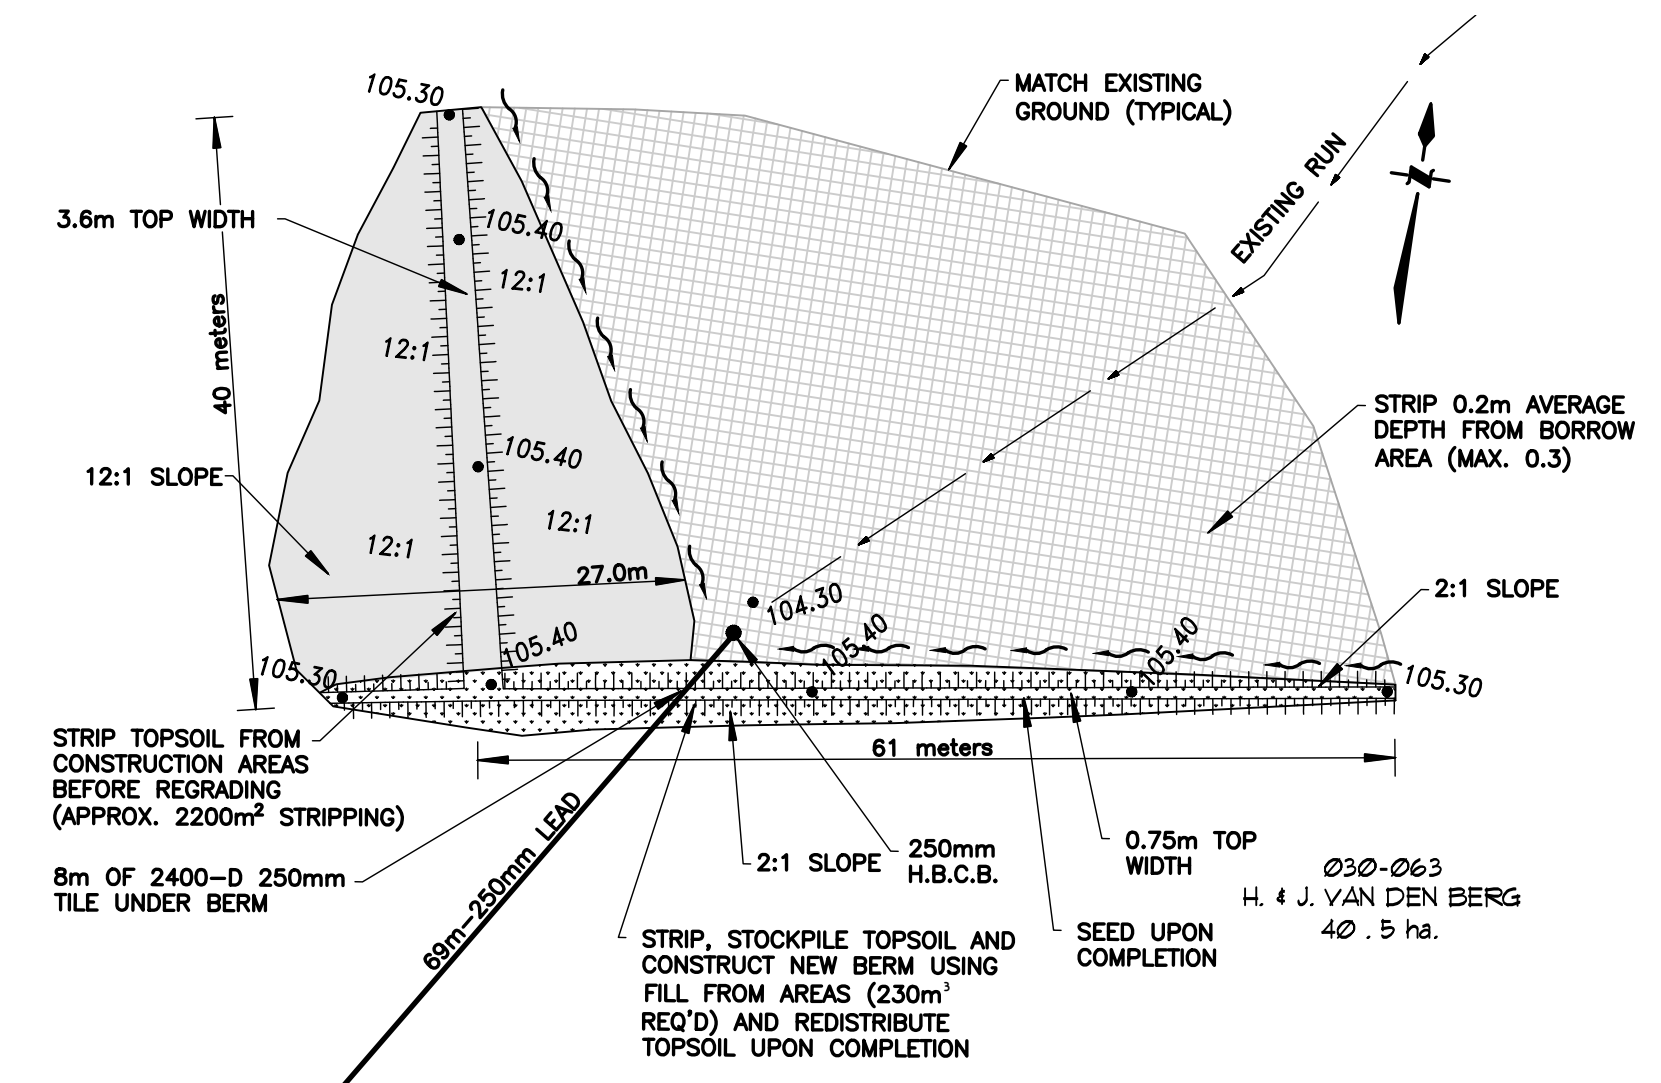 105.30
MATCH EXISTING
GROUND (TYPICAL)
EXISTING RUN
3.6m TOP WIDTH
105.40
12:1
40 meters
12:1
STRIP 0.2m AVERAGE
DEPTH FROM BORROW
AREA (MAX. 0.3)
105.40
12:1 SLOPE
12:1
12:1
27.0m
104.30
2:1 SLOPE
105.40
105.40
105.40
105.30
105.30
STRIP TOPSOIL FROM
CONSTRUCTION AREAS
BEFORE REGRADING
(APPROX. 2200m² STRIPPING)
61 meters
8m OF 2400-D 250mm
TILE UNDER BERM
69m-250mm LEAD
2:1 SLOPE
250mm
H.B.C.B.
0.75m TOP
WIDTH
030-063
H. & J. VAN DEN BERG
40.5 ha.
STRIP, STOCKPILE TOPSOIL AND
CONSTRUCT NEW BERM USING
FILL FROM AREAS (230m³
REQ'D) AND REDISTRIBUTE
TOPSOIL UPON COMPLETION
SEED UPON
COMPLETION